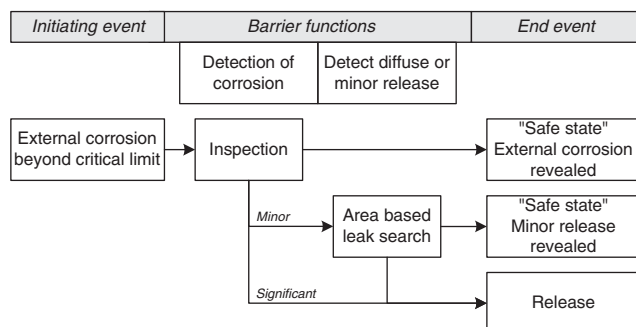 Initiating event
Barrier functions
End event
Detection of
corrosion
Detect diffuse or
minor release
External corrosion
beyond critical limit
Inspection
"Safe state"
External corrosion
revealed
Minor
Area based
leak search
"Safe state"
Minor release
revealed
Significant
Release